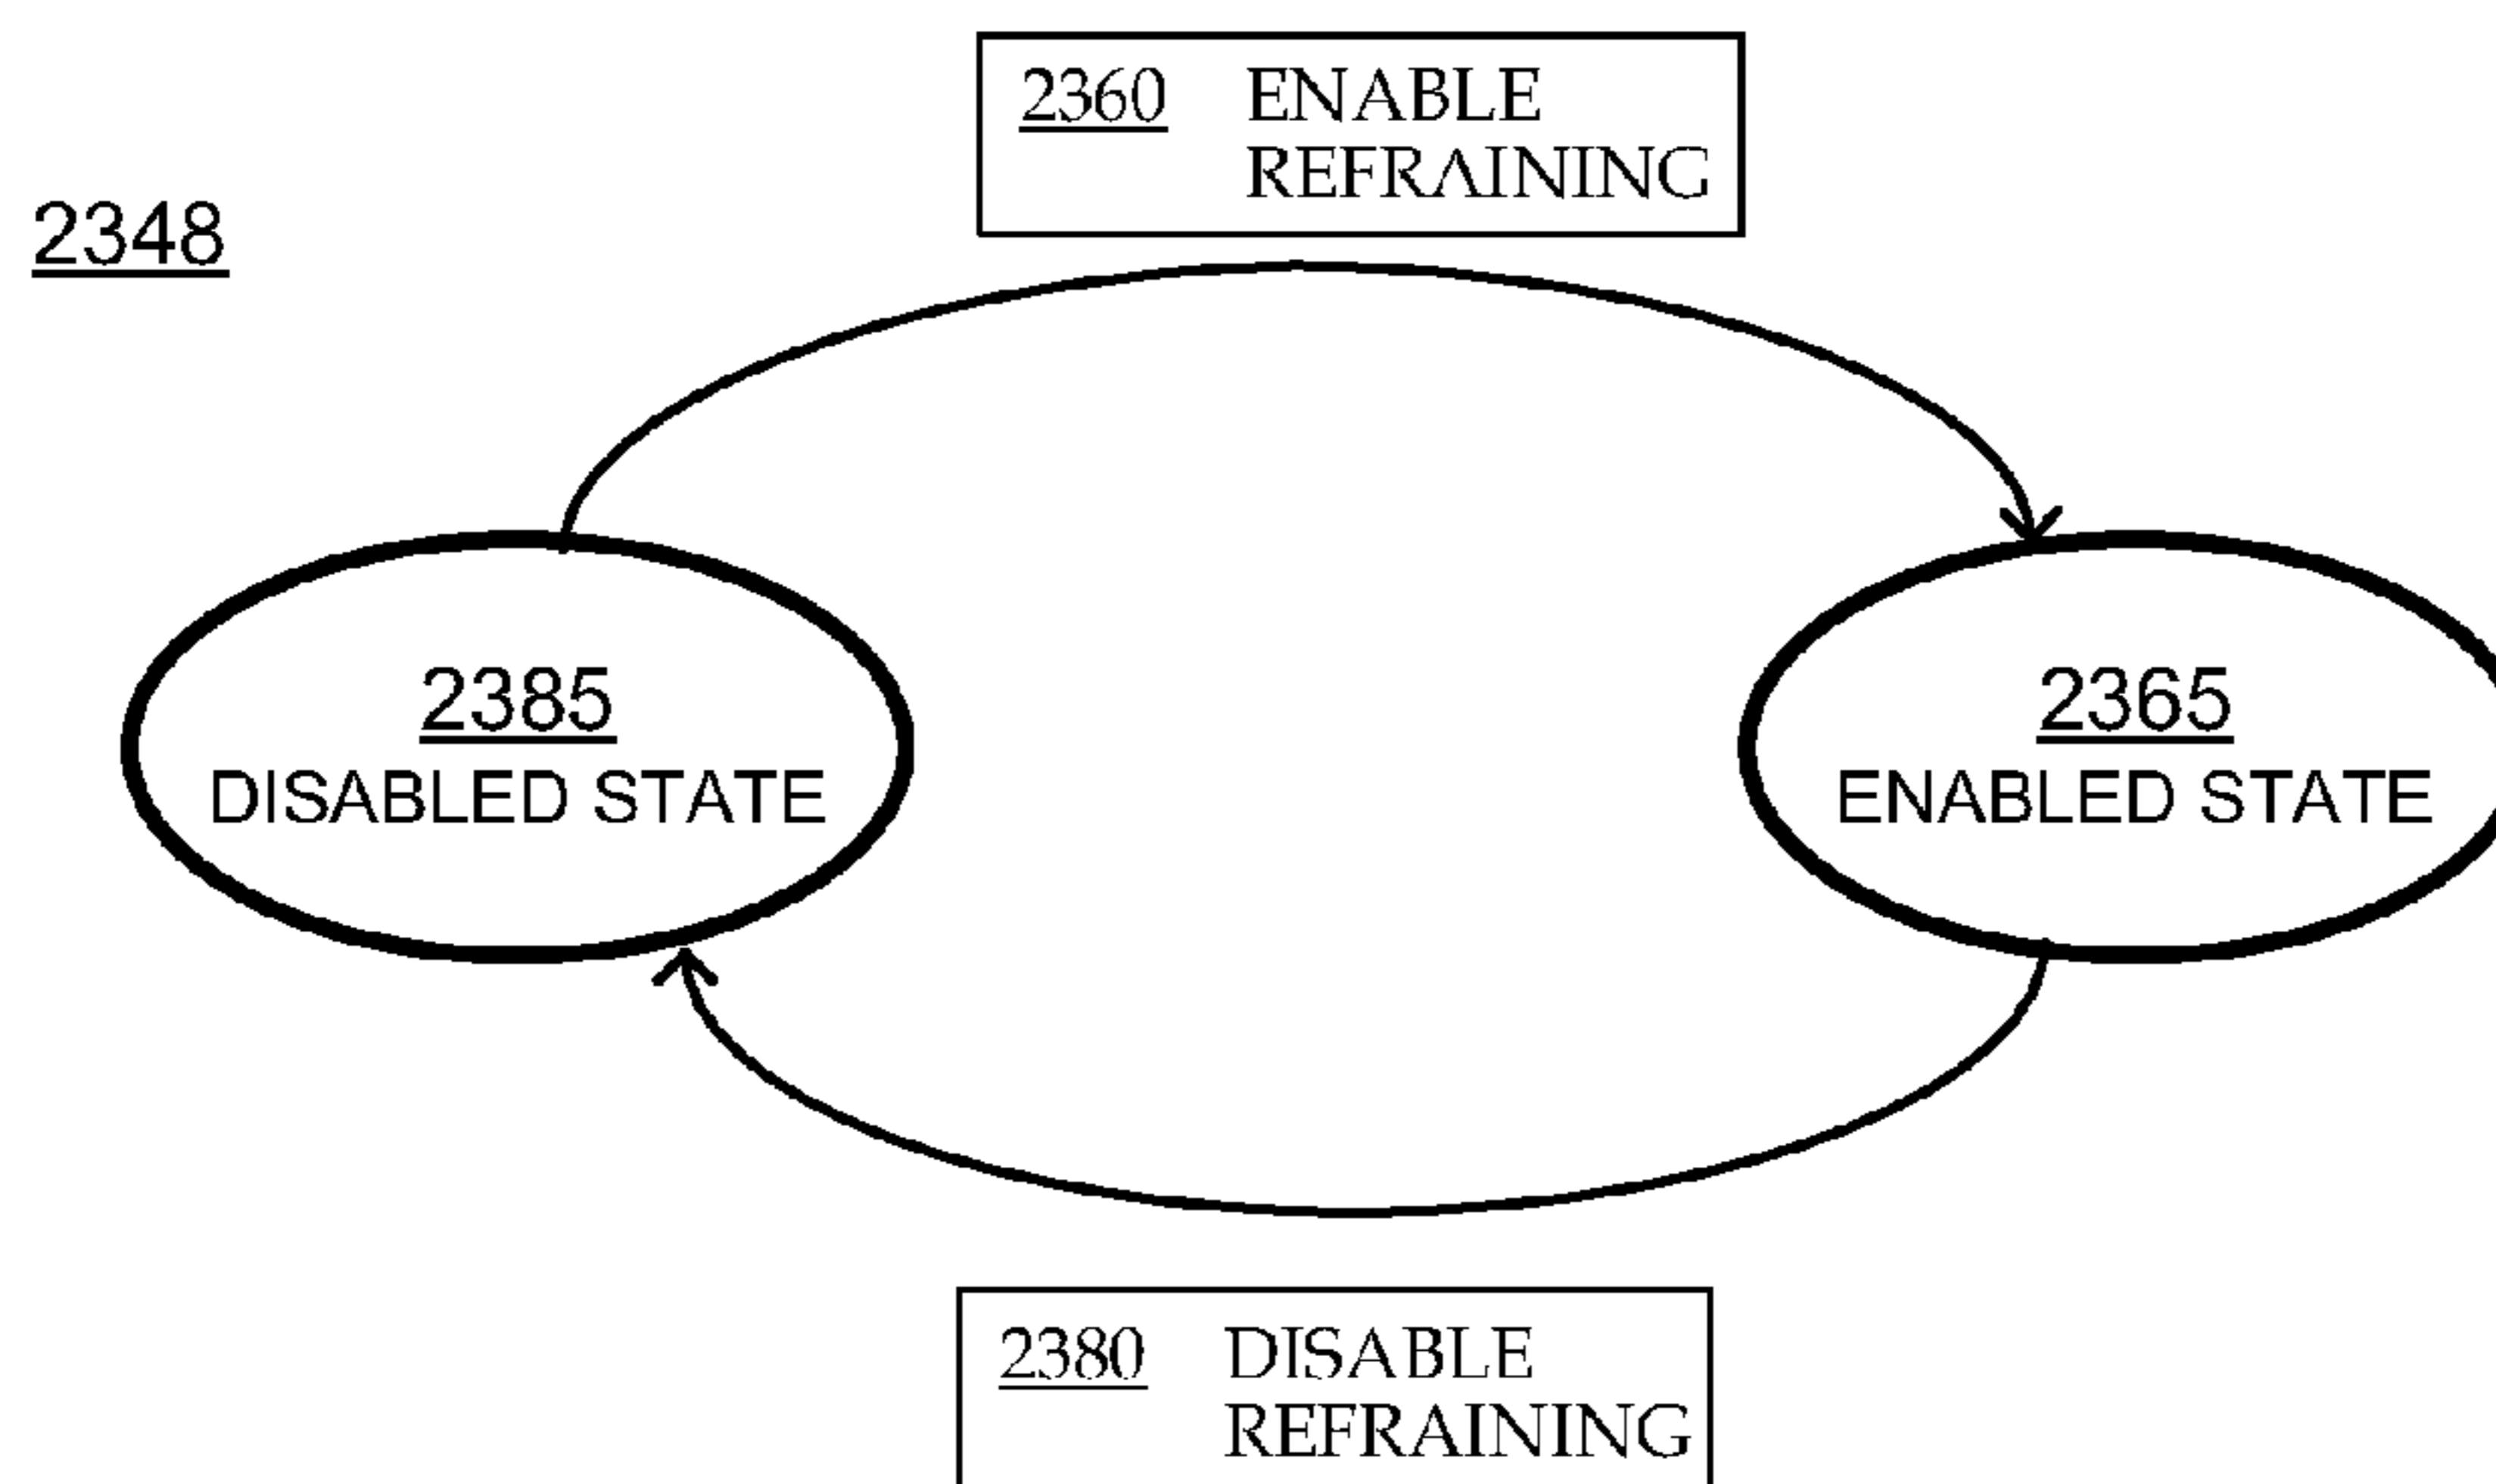 2360 ENABLE
REFRAINING
2348
2385
DISABLED STATE
2365
ENABLED STATE
2380 DISABLE
REFRAINING